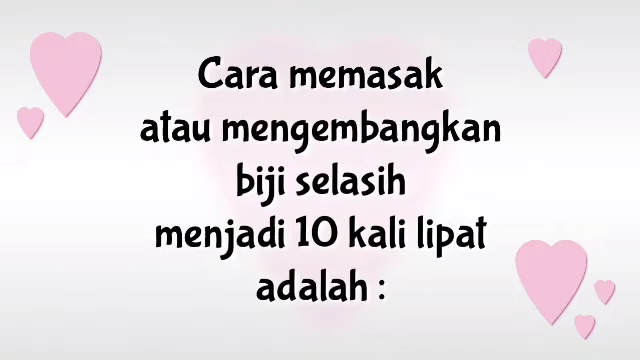 Cara memasak
atau mengembangkan
biji selasih
menjadi 10 kali lipat
adalah :